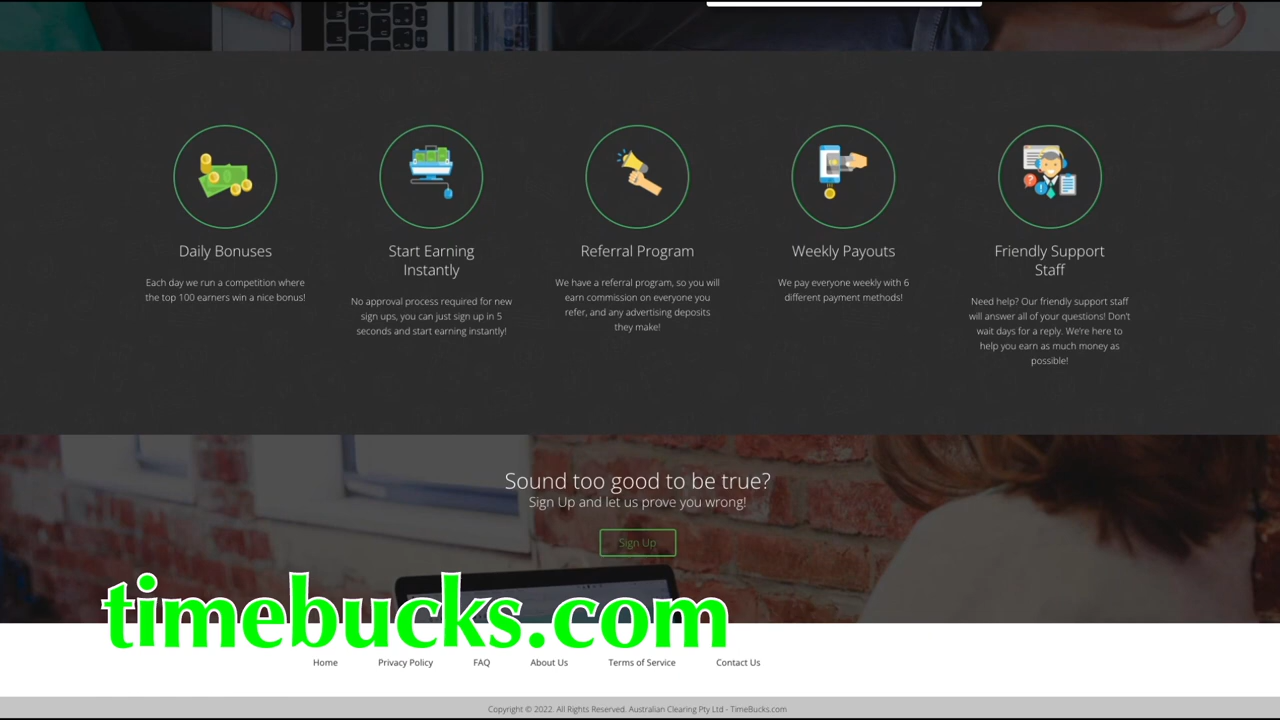 Daily Bonuses
Each day we run a competition where
the top 100 earners win a nice bonus!
Start Earning
Instantly
No approval process required for new
sign ups, you can just sign up in 5
seconds and start earning instantly!
Referral Program
We have a referral program, so you will
earn commission on everyone you
refer, and any advertising deposits
they make!
Weekly Payouts
We pay everyone weekly with 6
different payment methods!
Friendly Support
Staff
Need help? Our friendly support staff
will answer all of your questions! Don't
wait days for a reply. We're here to
help you earn as much money as
possible!
Sound too good to be true?
Sign Up and let us prove you wrong!
Sign Up
timebucks.com
Home Privacy Policy FAQ About Us Terms of Service Contact Us
Copyright © 2022. All Rights Reserved. Australian Clearing Pty Ltd - TimeBucks.com